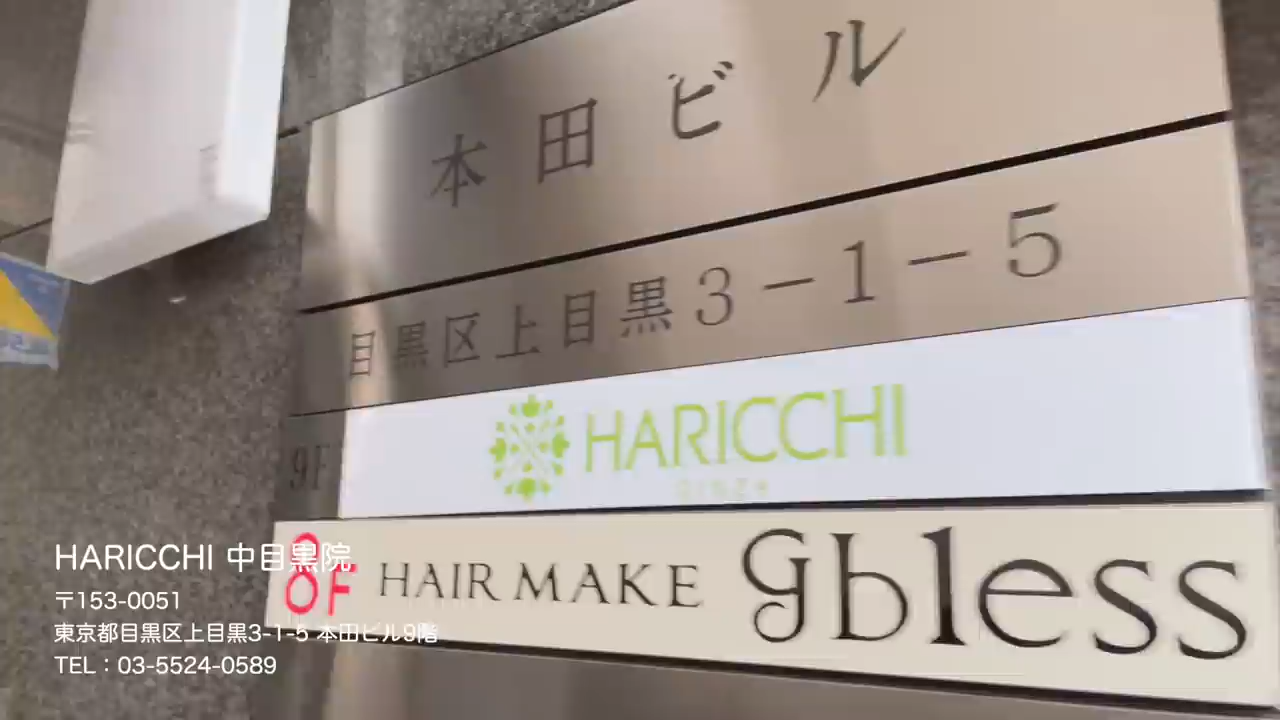 本田ビル
目黒区上目黒3-1-5
9F HARICCHI
GINZA
8F HAIR MAKE gbless
HARICCHI 中目黒院
〒153-0051
東京都目黒区上目黒3-1-5 本田ビル9階
TEL：03-5524-0589